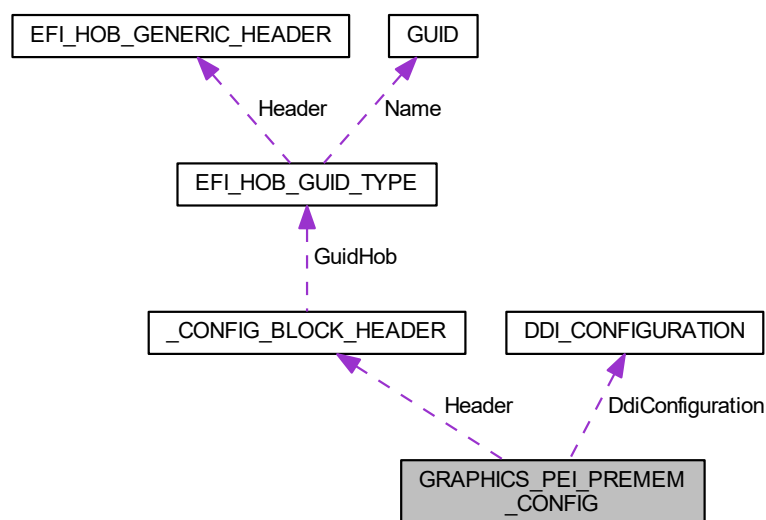 EFI_HOB_GENERIC_HEADER
GUID
Header
Name
EFI_HOB_GUID_TYPE
GuidHob
_CONFIG_BLOCK_HEADER
DDI_CONFIGURATION
Header
DdiConfiguration
GRAPHICS_PEI_PREMEM
_CONFIG